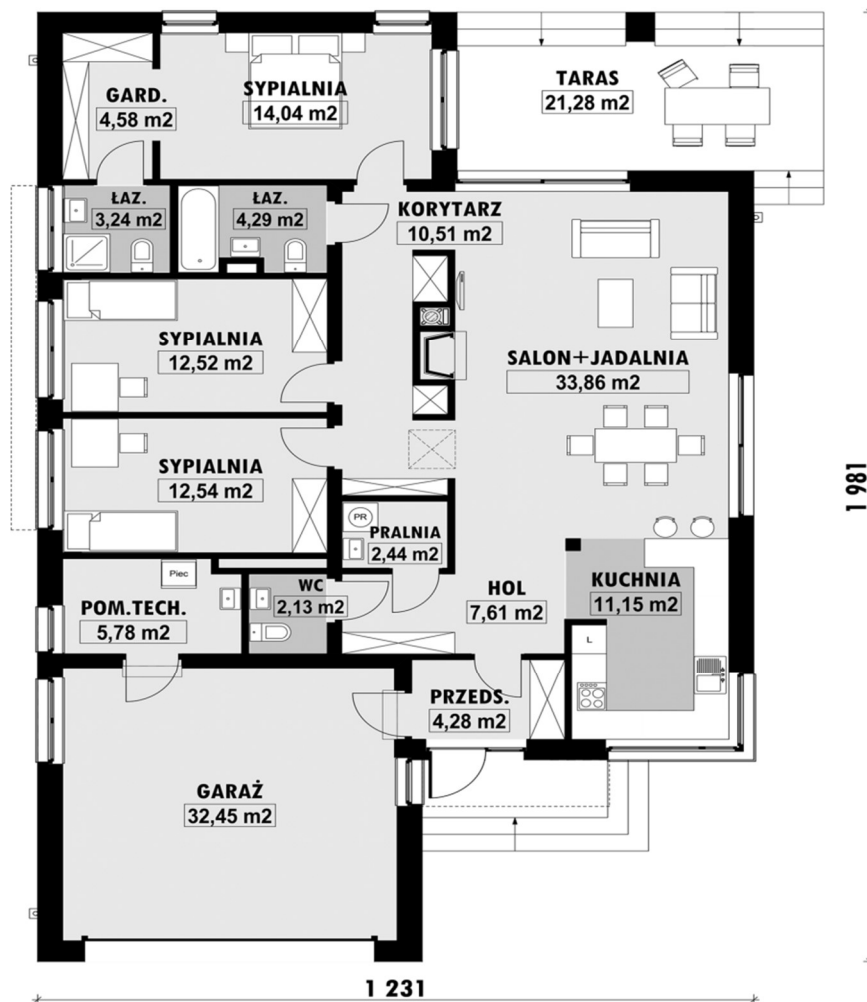 GARD.
4,58 m2
SYPIALNIA
14,04 m2
TARAS
21,28 m2
ŁAZ.
3,24 m2
ŁAZ.
4,29 m2
KORYTARZ
10,51 m2
SYPIALNIA
12,52 m2
SALON+JADALNIA
33,86 m2
SYPIALNIA
12,54 m2
1 981
PR
PRALNIA
2,44 m2
Piec
POM.TECH.
5,78 m2
WC
2,13 m2
HOL
7,61 m2
KUCHNIA
11,15 m2
L
PRZEDS.
4,28 m2
GARAŻ
32,45 m2
1 231